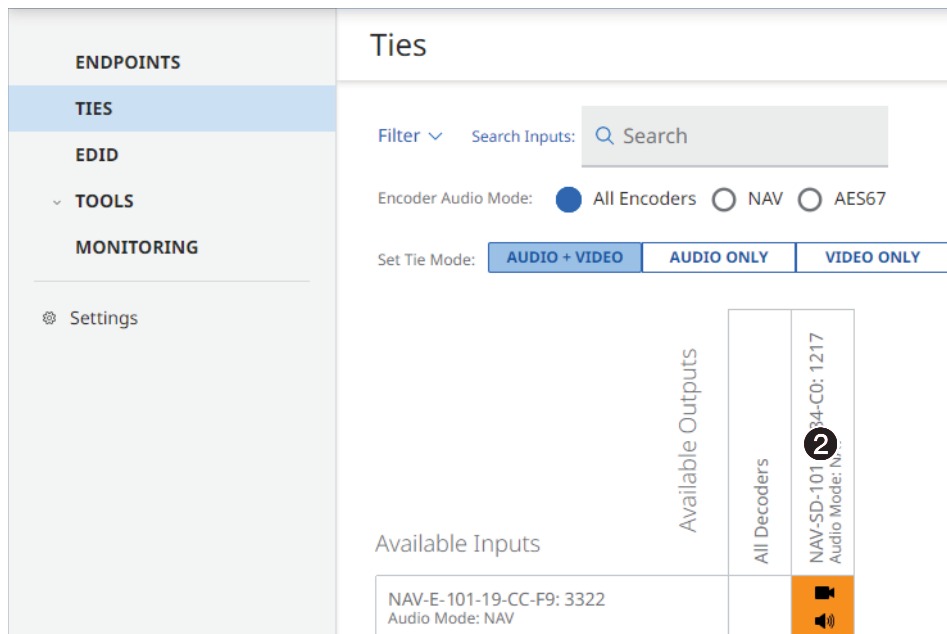 ENDPOINTS
TIES
EDID
TOOLS
MONITORING
Settings
Ties
Filter Search Inputs: Search
Encoder Audio Mode: All Encoders NAV AES67
Set Tie Mode: AUDIO + VIDEO AUDIO ONLY VIDEO ONLY
Available Outputs
All Decoders
NAV-SD-101 34-C0: 1217
Audio Mode:
2
Available Inputs
NAV-E-101-19-CC-F9: 3322
Audio Mode: NAV